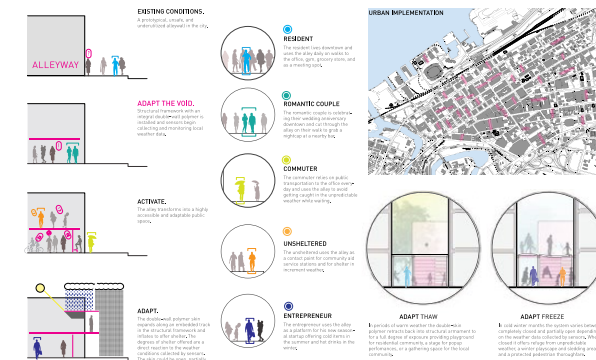 EXISTING CONDITIONS.
A prototypical, unsafe, and
underutilized alleywall in the city.
ALLEYWAY
ADAPT THE VOID.
Structural framework with an
integral double-wall polymer is
installed and sensors begin
collecting and monitoring local
weather data.
ACTIVATE.
The alley transforms into a highly
accessible and adaptable public
space.
ADAPT.
The double-wall polymer skin
expands along an embedded track
in the structural framework and
inflates to offer shelter. The
degrees of shelter offered are a
direct reaction to the weather
conditions collected by sensors.
RESIDENT
The resident lives downtown and
uses the alley daily on walks to
the office, gym, grocery store, and
as a meeting spot.
ROMANTIC COUPLE
The romantic couple is celebrat-
ing their wedding anniversary
downtown and cut through the
alley on their walk to grab a
nightcap at a nearby bar.
COMMUTER
The commuter relies on public
transportation to the office every-
day and uses the alley to avoid
getting caught in the unpredictable
weather while waiting.
UNSHELTERED
The unsheltered uses the alley as
a contact point for community aid
service stations and for shelter in
increment weather.
ENTREPRENEUR
The entrepreneur uses the alley
as a platform for his new season-
al startup offering cold items in
the summer and hot drinks in the
winter.
URBAN IMPLEMENTATION
ADAPT THAW
In periods of warm weather the double-skin
polymer retracts back into structural armament to
for a full degree of exposure providing playground
for residential commuters, a stage for popup
performances, or a gathering space for the local
community.
ADAPT FREEZE
In cold winter months the system varies between
completely closed and partially open dependent
on the weather data collected by sensors. When
closed it offers refuge from unpredictable
weather, a winter playscape
and a protected pedestrian thoroughfare.